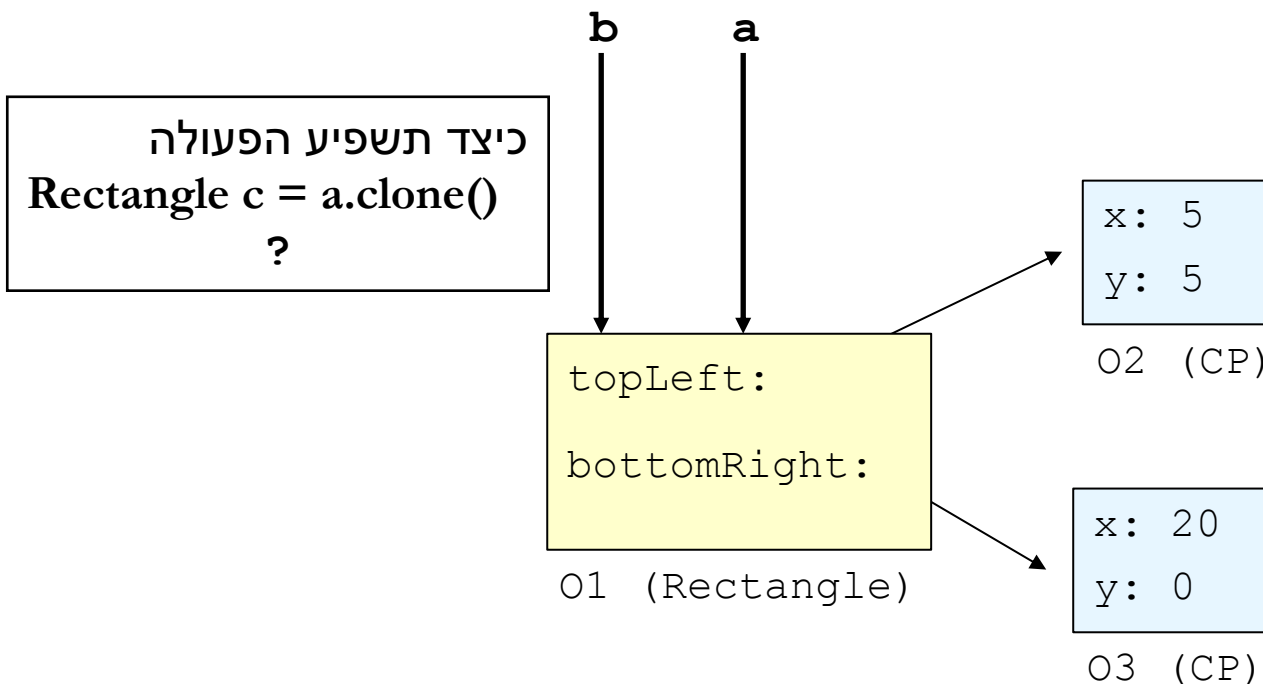 b a
כיצד תשפיע הפעולה
Rectangle c = a.clone()
?
x: 5
y: 5
O2 (CP)
topLeft:
bottomRight:
O1 (Rectangle)
x: 20
y: 0
O3 (CP)